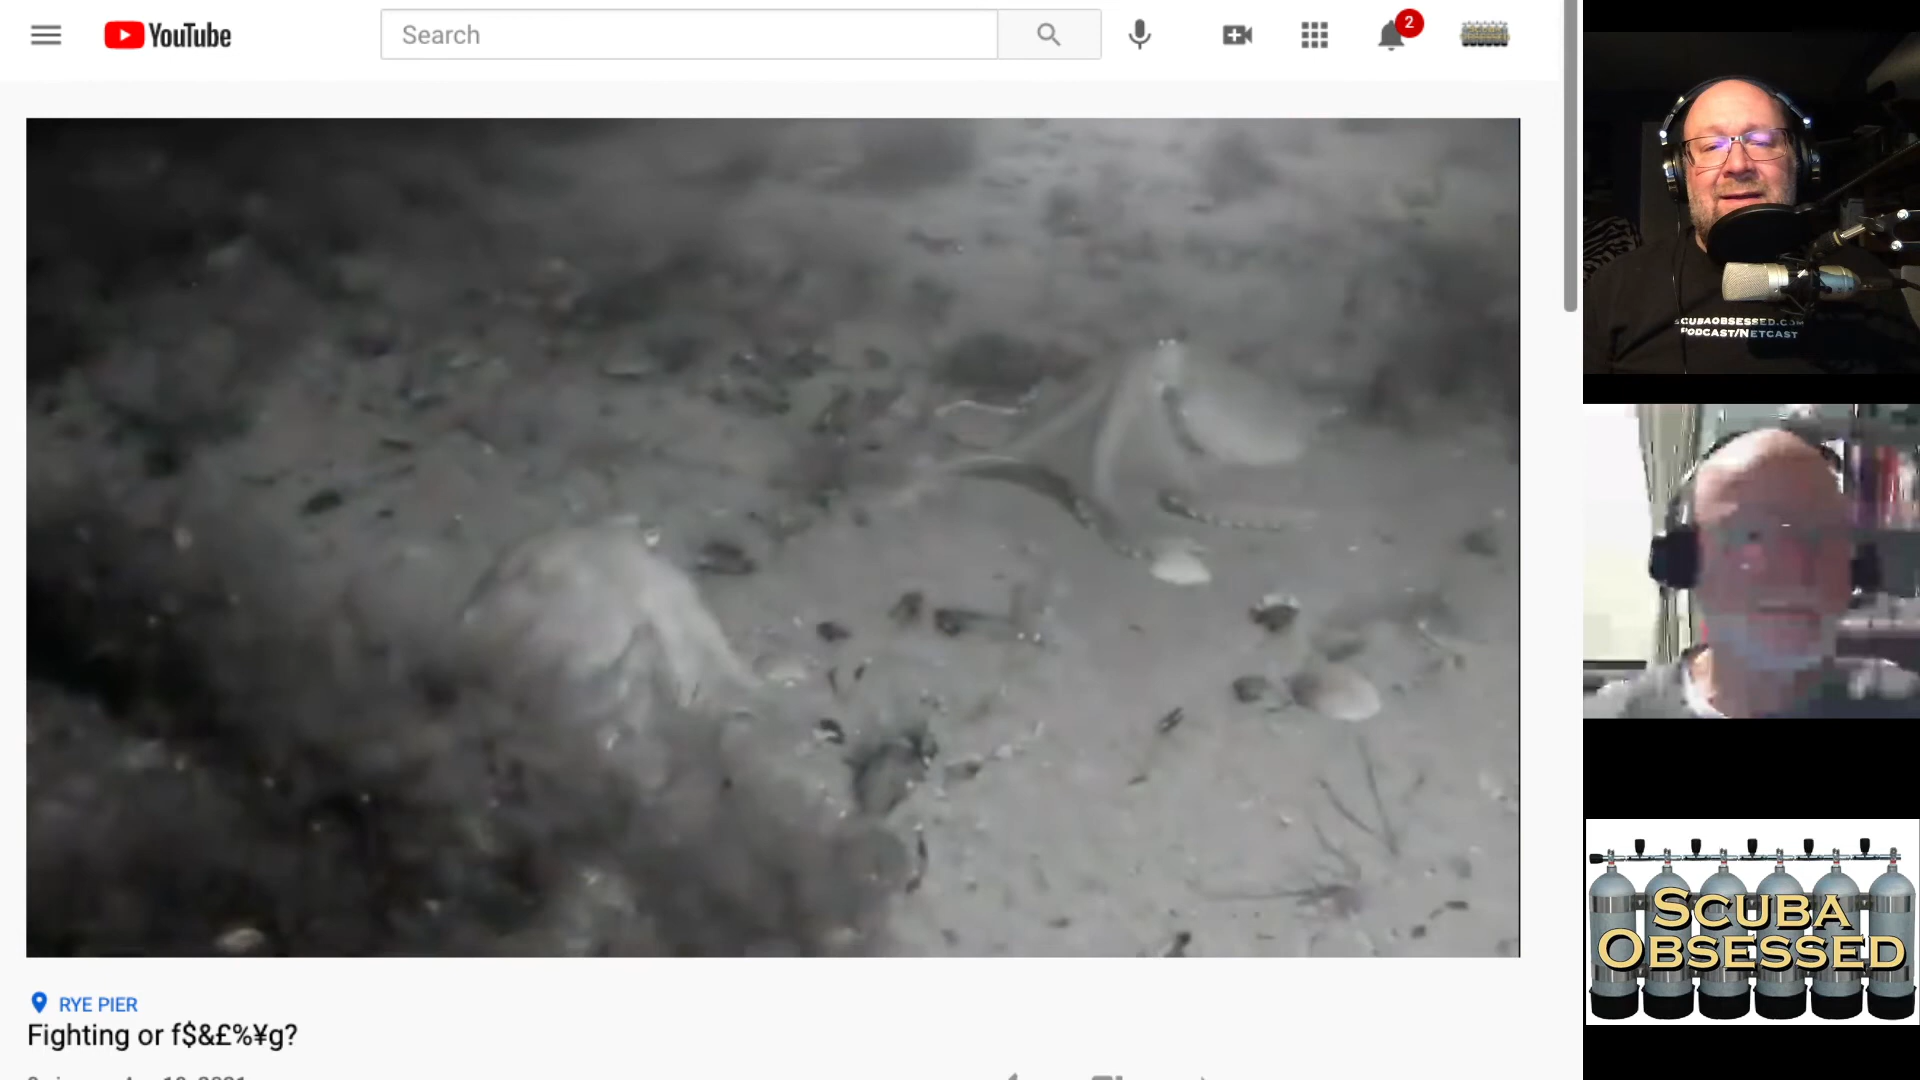 YouTube
Search
2
RYE PIER
Fighting or f$&£%¥g?
SCUBAOBSESSED.COM
PODCAST/NETCAST
SCUBA
OBSESSED